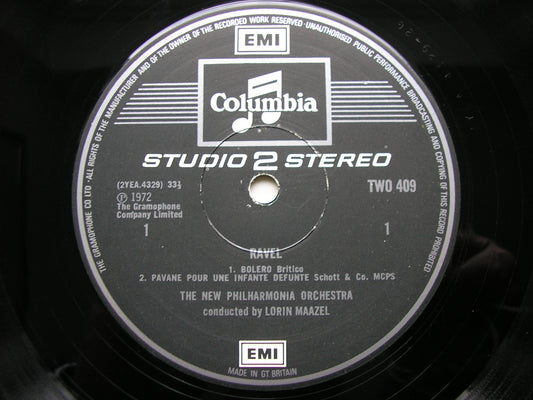 THE GRAMOPHONE CO LTD · ALL RIGHTS OF THE MANUFACTURER AND OF THE OWNER OF THE RECORDED WORK RESERVED · UNAUTHORISED PUBLIC PERFORMANCE BROADCASTING AND COPYING OF THIS RECORD PROHIBITED
EMI
Columbia
STUDIO 2 STEREO
(2YEA.4329) 33⅓
TWO 409
Ⓟ 1972
The Gramophone
Company Limited
1
1
RAVEL
1. BOLERO Britico
2. PAVANE POUR UNE INFANTE DEFUNTE Schott & Co. MCPS
THE NEW PHILHARMONIA ORCHESTRA
conducted by LORIN MAAZEL
EMI
MADE IN GT BRITAIN